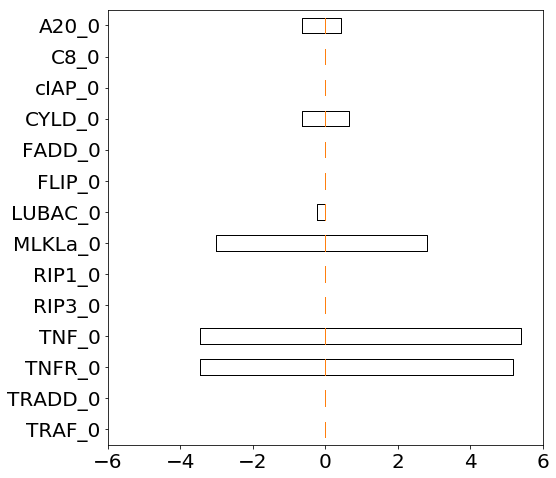 A20_0
C8_0
cIAP_0
CYLD_0
FADD_0
FLIP_0
LUBAC_0
MLKLa_0
RIP1_0
RIP3_0
TNF_0
TNFR_0
TRADD_0
TRAF_0
−6 −4 −2 0 2 4 6